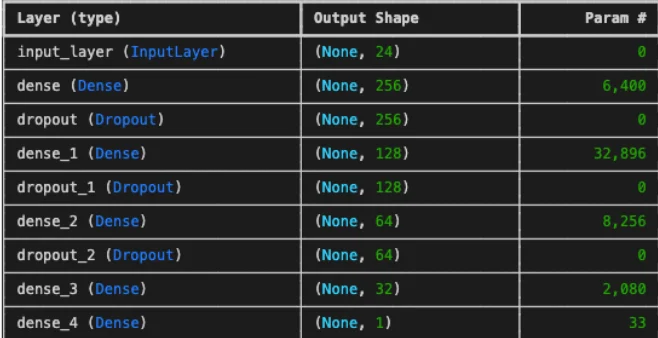 Layer (type) Output Shape Param #
input_layer (InputLayer) (None, 24) 0
dense (Dense) (None, 256) 6,400
dropout (Dropout) (None, 256) 0
dense_1 (Dense) (None, 128) 32,896
dropout_1 (Dropout) (None, 128) 0
dense_2 (Dense) (None, 64) 8,256
dropout_2 (Dropout) (None, 64) 0
dense_3 (Dense) (None, 32) 2,080
dense_4 (Dense) (None, 1) 33